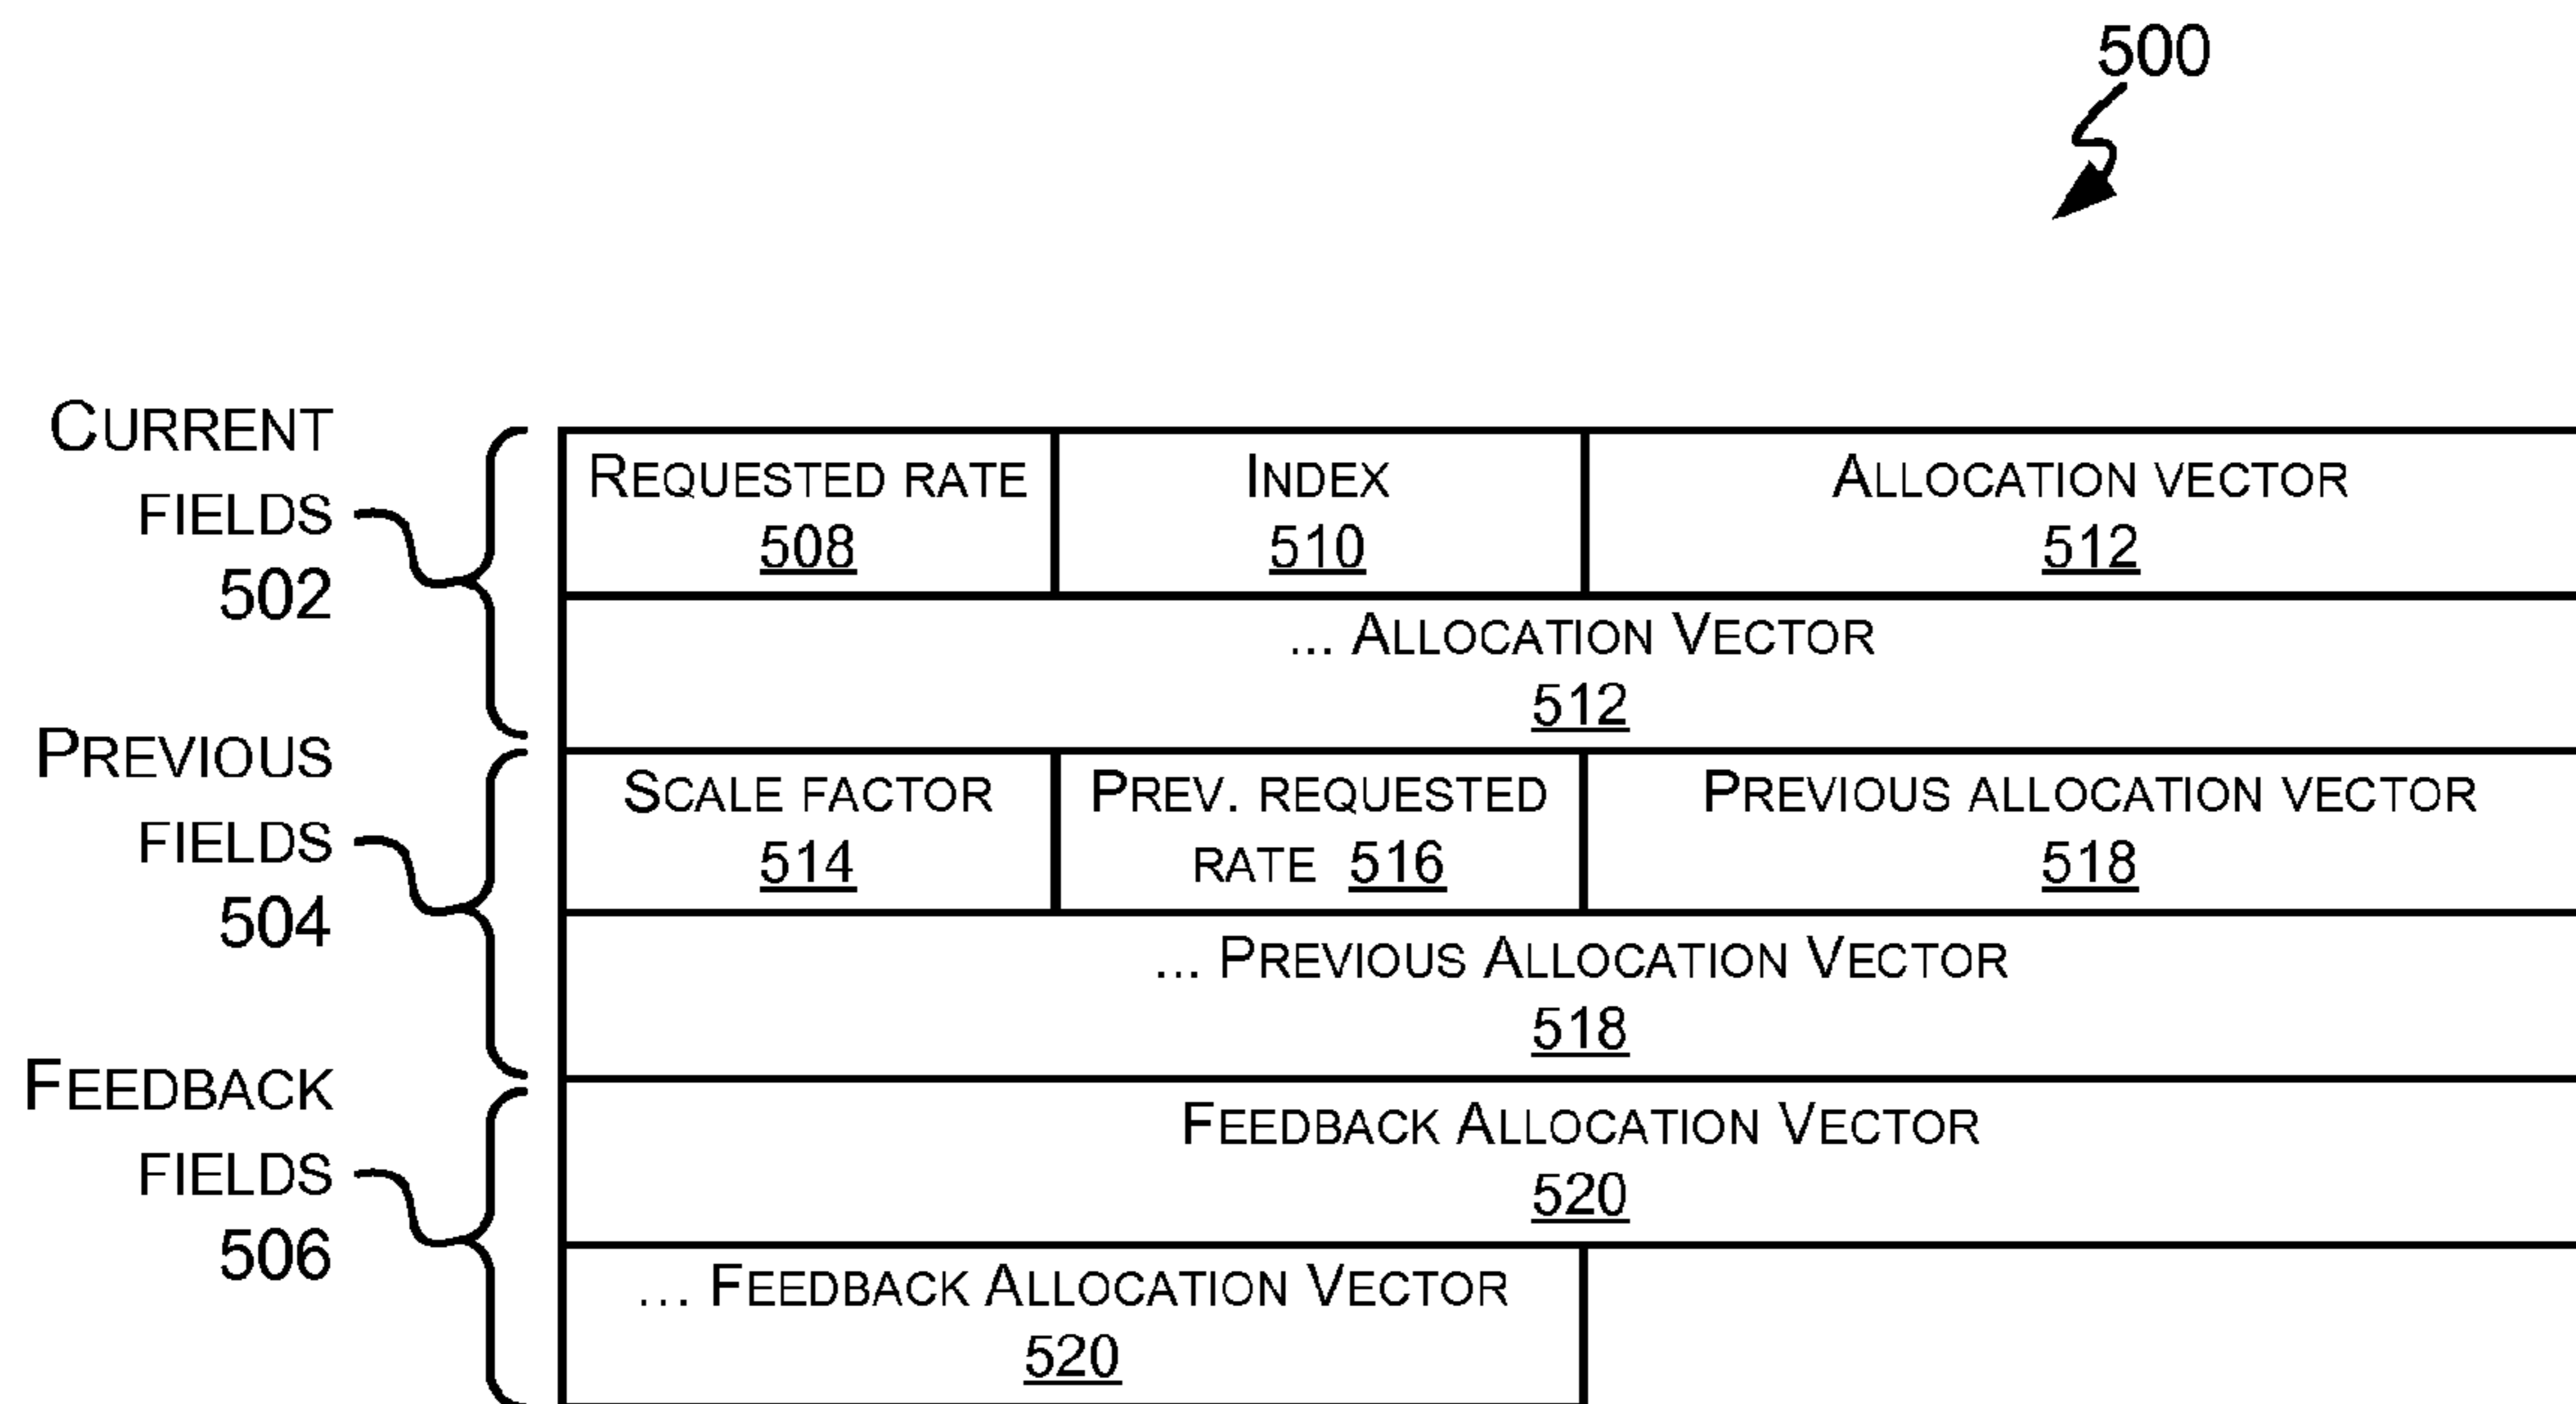 500
CURRENT
FIELDS
502
REQUESTED RATE
508
INDEX
510
ALLOCATION VECTOR
512
... ALLOCATION VECTOR
512
PREVIOUS
FIELDS
504
SCALE FACTOR
514
PREV. REQUESTED
RATE 516
PREVIOUS ALLOCATION VECTOR
518
... PREVIOUS ALLOCATION VECTOR
518
FEEDBACK
FIELDS
506
FEEDBACK ALLOCATION VECTOR
520
... FEEDBACK ALLOCATION VECTOR
520